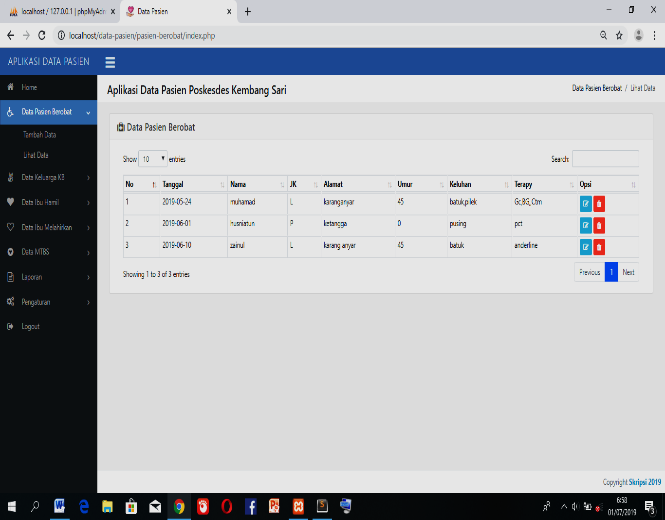 localhost / 127.0.0.1 | phpMyAdm
Data Pasien
localhost/data-pasien/pasien-berobat/index.php
APLIKASI DATA PASIEN
Home
Data Pasien Berobat
Tambah Data
Lihat Data
Data Keluarga KB
Data Ibu Hamil
Data Ibu Melahirkan
Data MTBS
Laporan
Pengaturan
Logout
Aplikasi Data Pasien Poskesdes Kembang Sari
Data Pasien Berobat / Lihat Data
Data Pasien Berobat
Show 10 entries
Search:
No Tanggal Nama JK Alamat Umur Keluhan Terapy Opsi
1 2019-05-24 muhamad L karanganyar 45 batuk,pilek Gc,BG, Ctm
2 2019-06-01 husniatun P ketangga 0 pusing pct
3 2019-06-10 zainul L karang anyar 45 batuk anderline
Showing 1 to 3 of 3 entries
Previous 1 Next
Copyright Skripsi 2019
6:58
01/07/2019